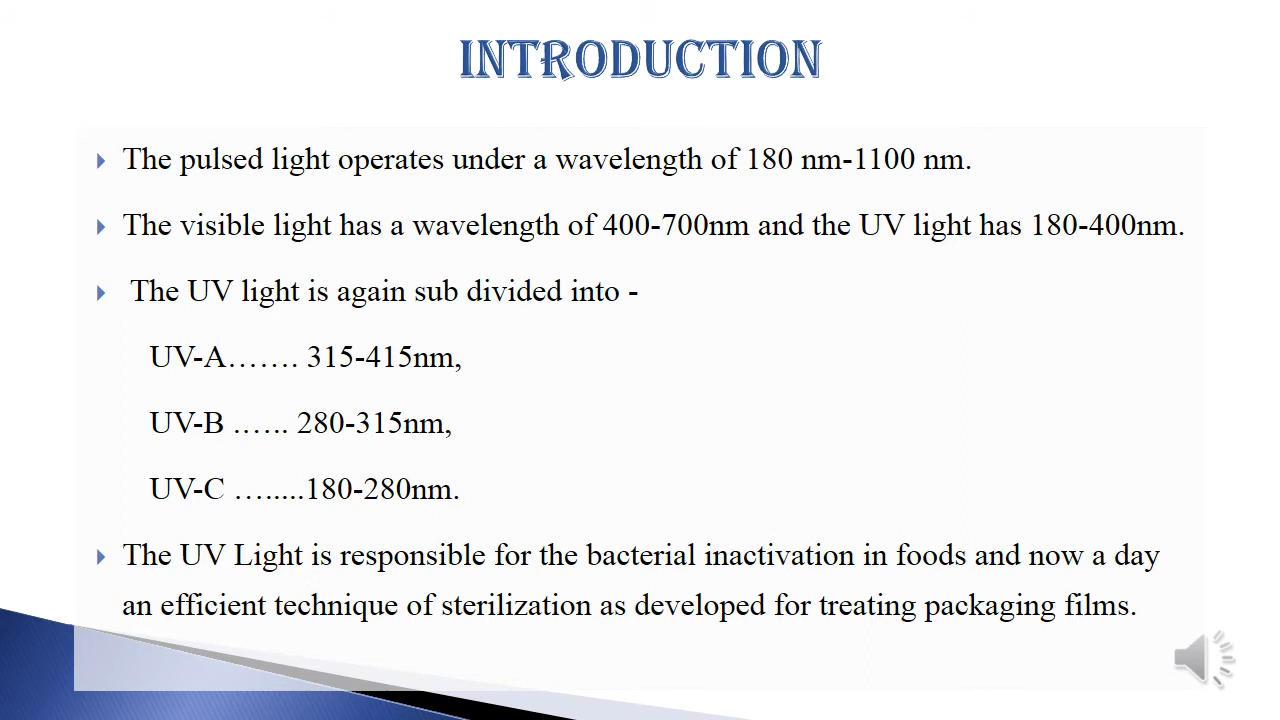 INTRODUCTION
The pulsed light operates under a wavelength of 180 nm-1100 nm.
The visible light has a wavelength of 400-700nm and the UV light has 180-400nm.
The UV light is again sub divided into -
UV-A……. 315-415nm,
UV-B ….. 280-315nm,
UV-C ….....180-280nm.
The UV Light is responsible for the bacterial inactivation in foods and now a day
an efficient technique of sterilization as developed for treating packaging films.